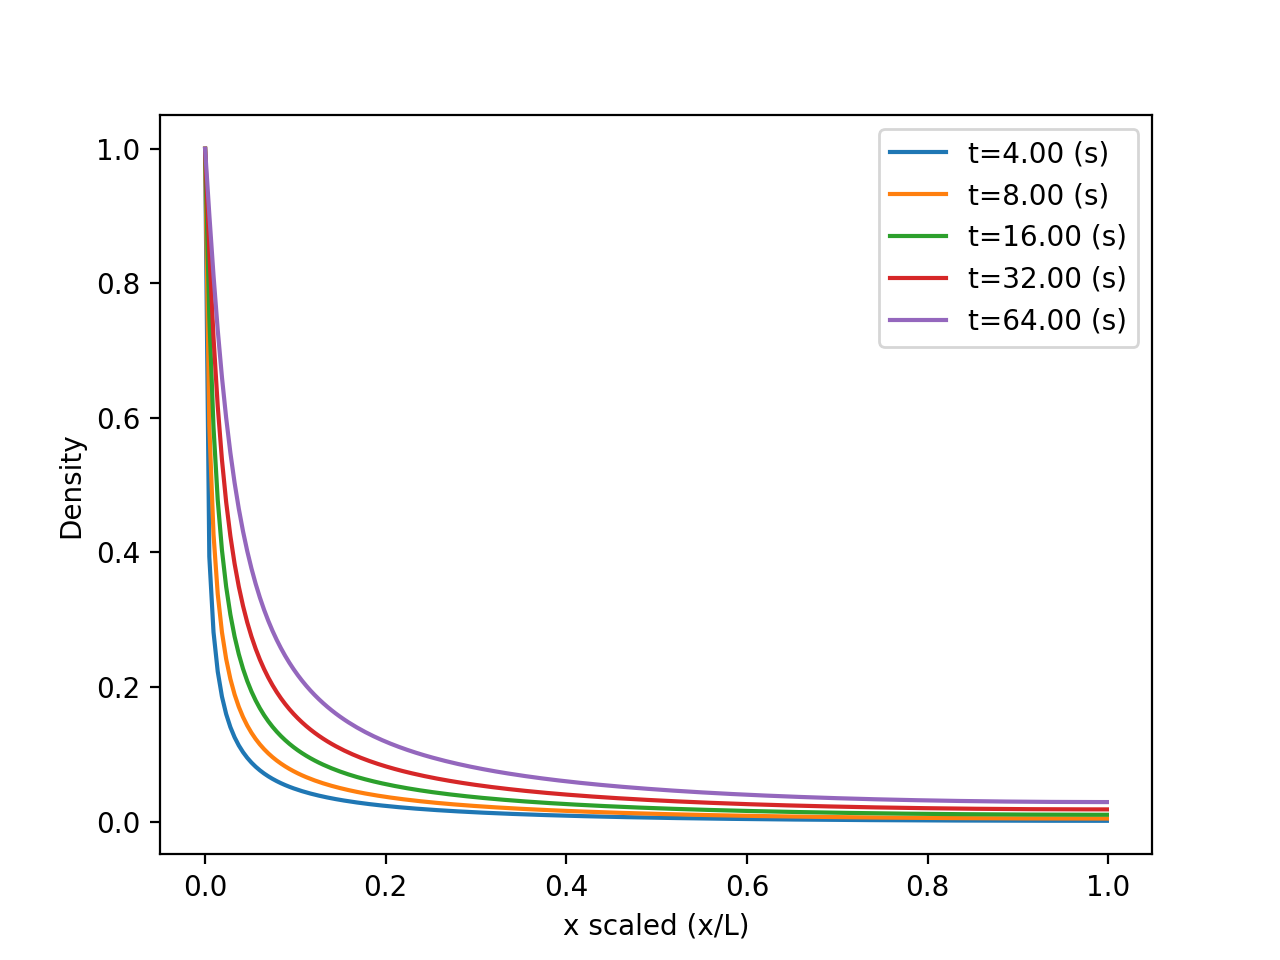 t=4.00 (s)
t=8.00 (s)
t=16.00 (s)
t=32.00 (s)
t=64.00 (s)
1.0
0.8
0.6
0.4
0.2
0.0
Density
0.0 0.2 0.4 0.6 0.8 1.0
x scaled (x/L)